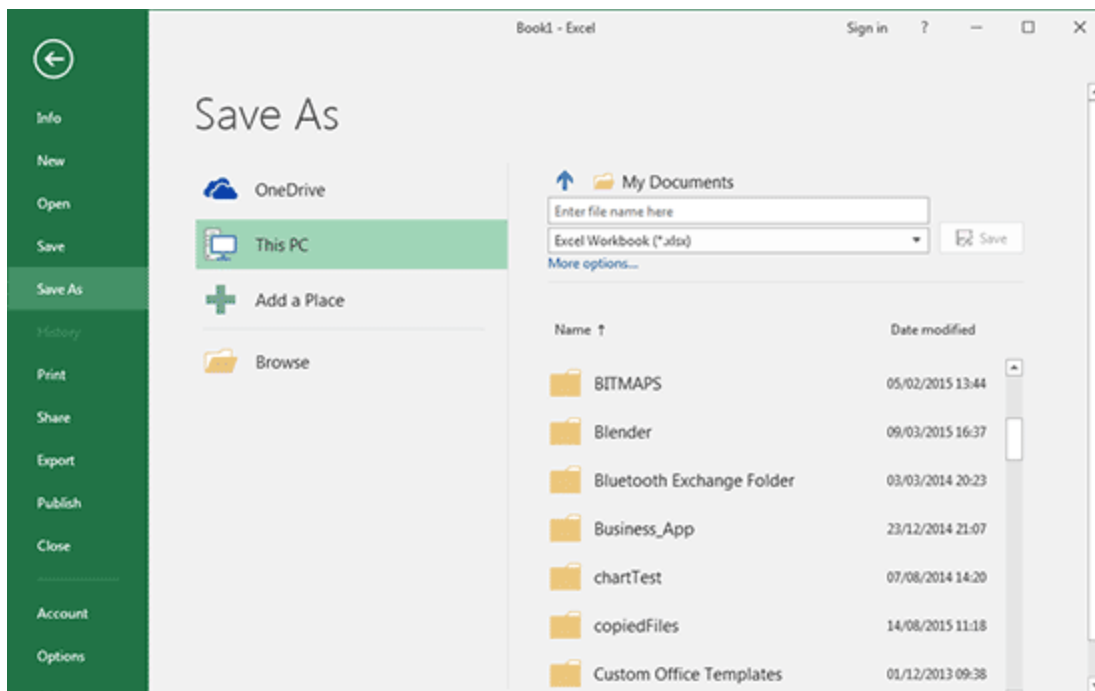 Book1 - Excel
Sign in ?
Info
New
Open
Save
Save As
History
Print
Share
Export
Publish
Close
Account
Options
Save As
OneDrive
This PC
Add a Place
Browse
My Documents
Enter file name here
Excel Workbook (*.xlsx)
Save
More options...
Name ↑ Date modified
BITMAPS 05/02/2015 13:44
Blender 09/03/2015 16:37
Bluetooth Exchange Folder 03/03/2014 20:23
Business_App 23/12/2014 21:07
chartTest 07/08/2014 14:20
copiedFiles 14/08/2015 11:18
Custom Office Templates 01/12/2013 09:38